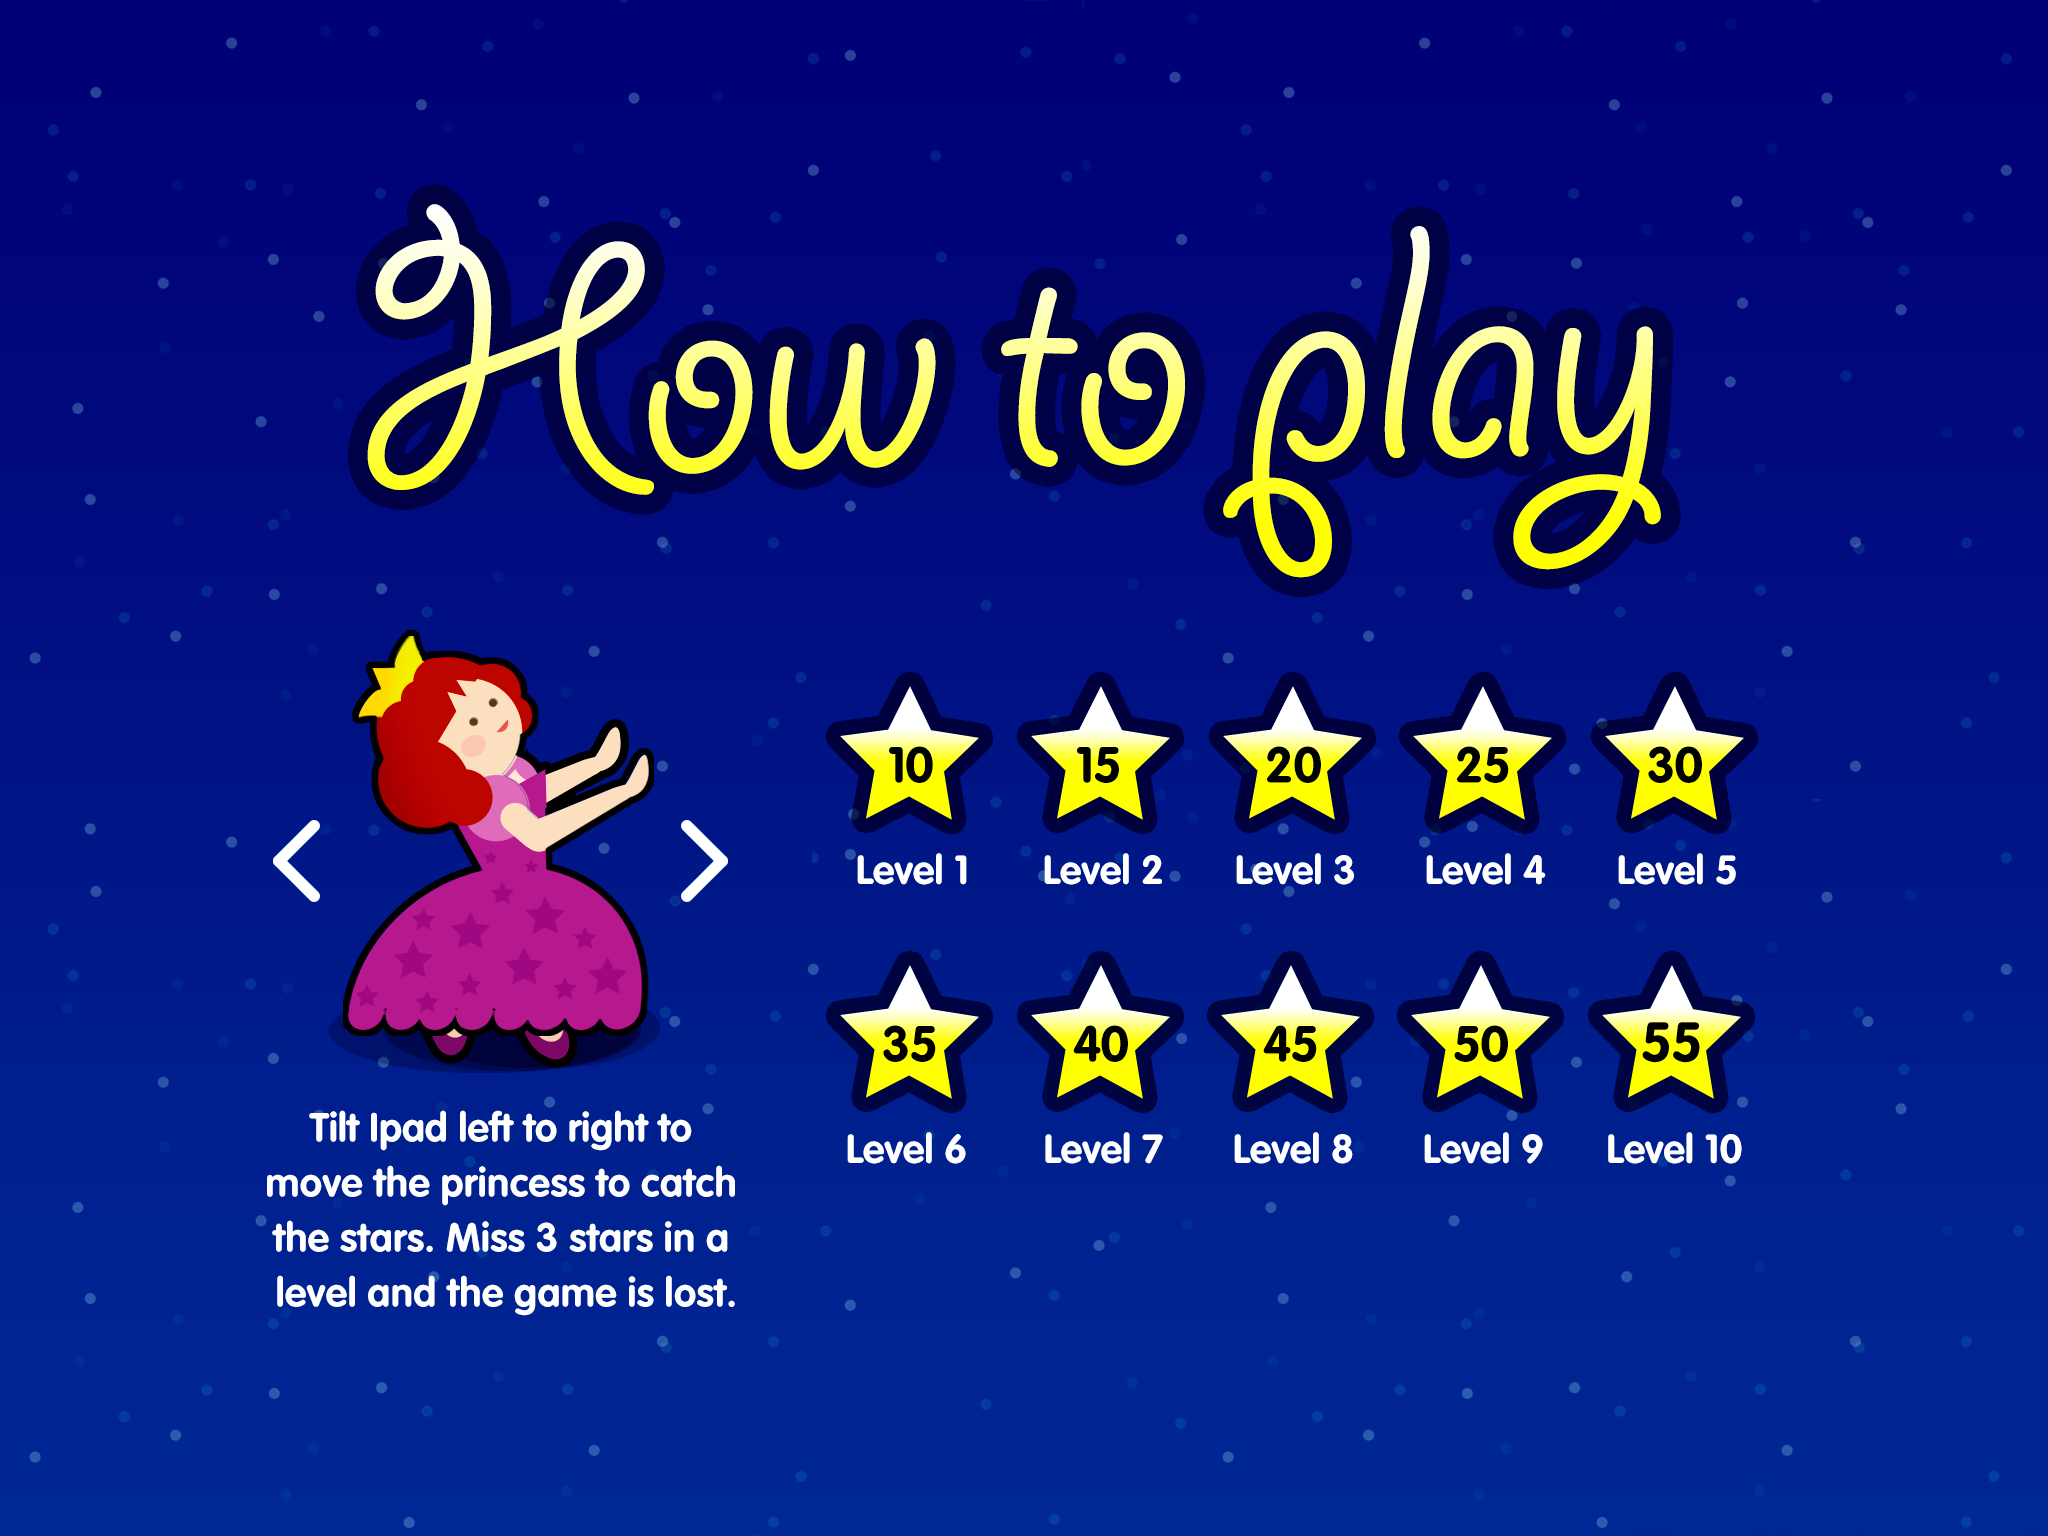 How to play
10 15 20 25 30
Level 1 Level 2 Level 3 Level 4 Level 5
35 40 45 50 55
Level 6 Level 7 Level 8 Level 9 Level 10
Tilt Ipad left to right to
move the princess to catch
the stars. Miss 3 stars in a
level and the game is lost.